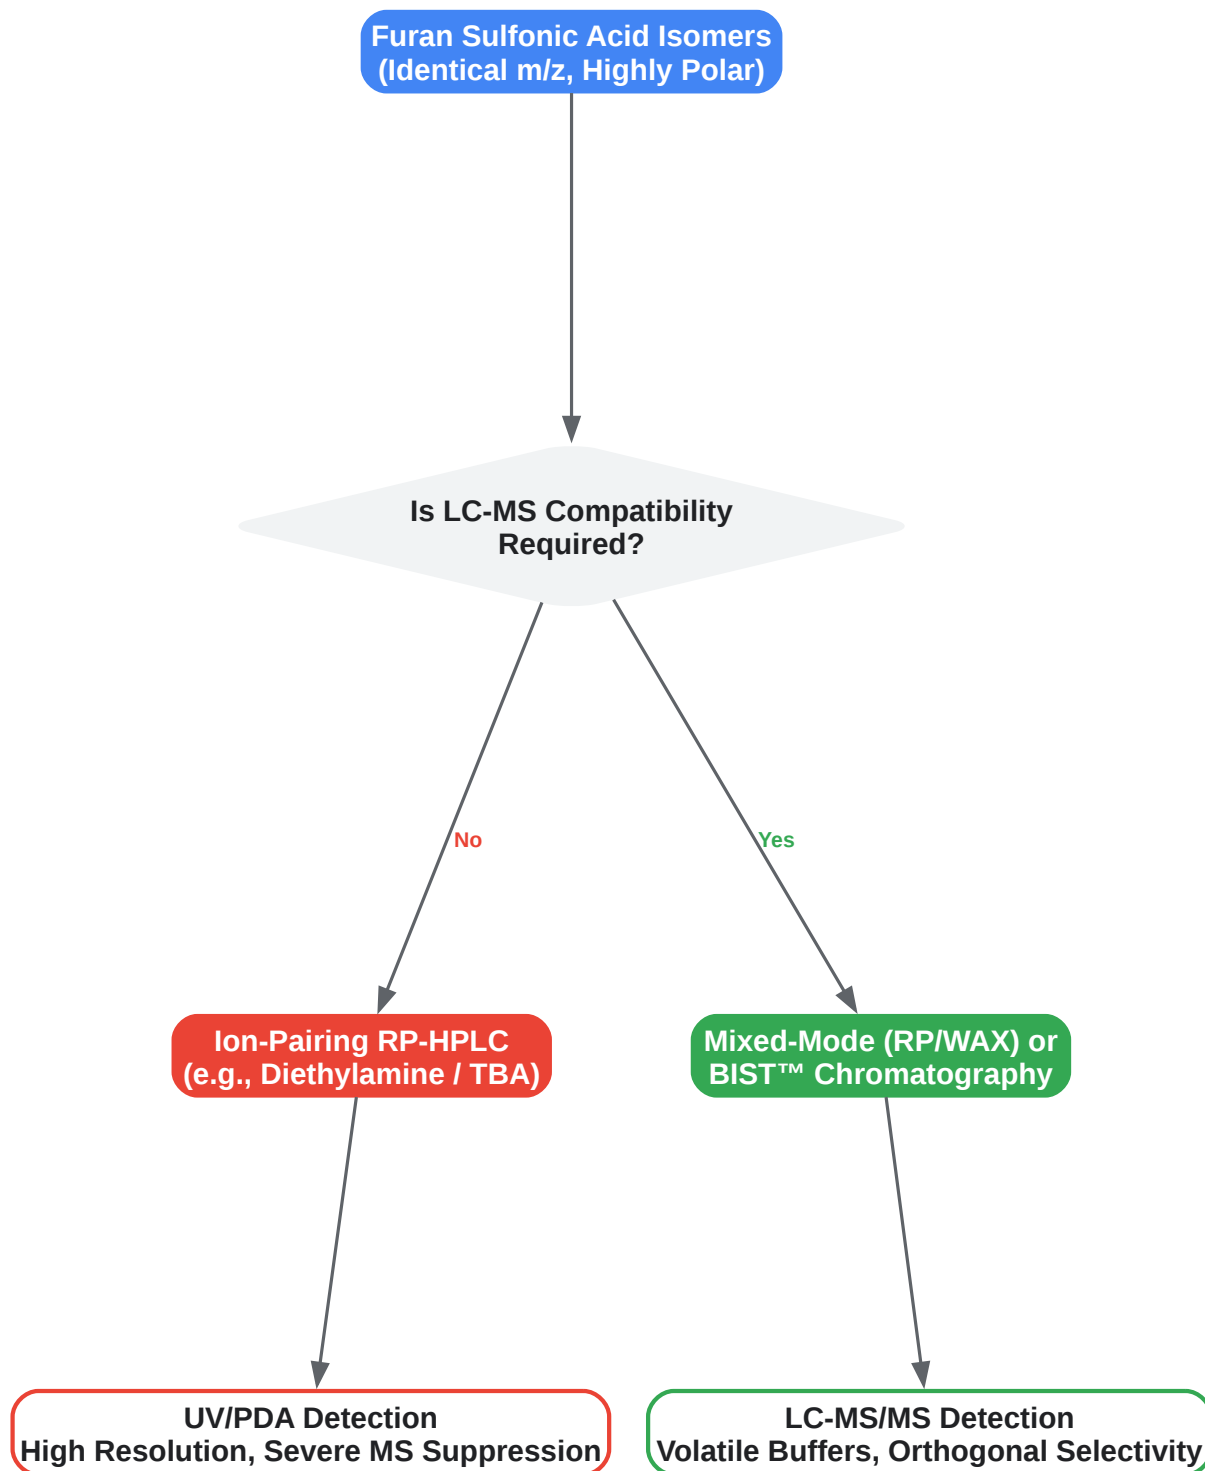 Furan Sulfonic Acid Isomers
(Identical m/z, Highly Polar)
Is LC-MS Compatibility
Required?
No
Yes
Ion-Pairing RP-HPLC
(e.g., Diethylamine / TBA)
Mixed-Mode (RP/WAX) or
BIST™ Chromatography
UV/PDA Detection
High Resolution, Severe MS Suppression
LC-MS/MS Detection
Volatile Buffers, Orthogonal Selectivity